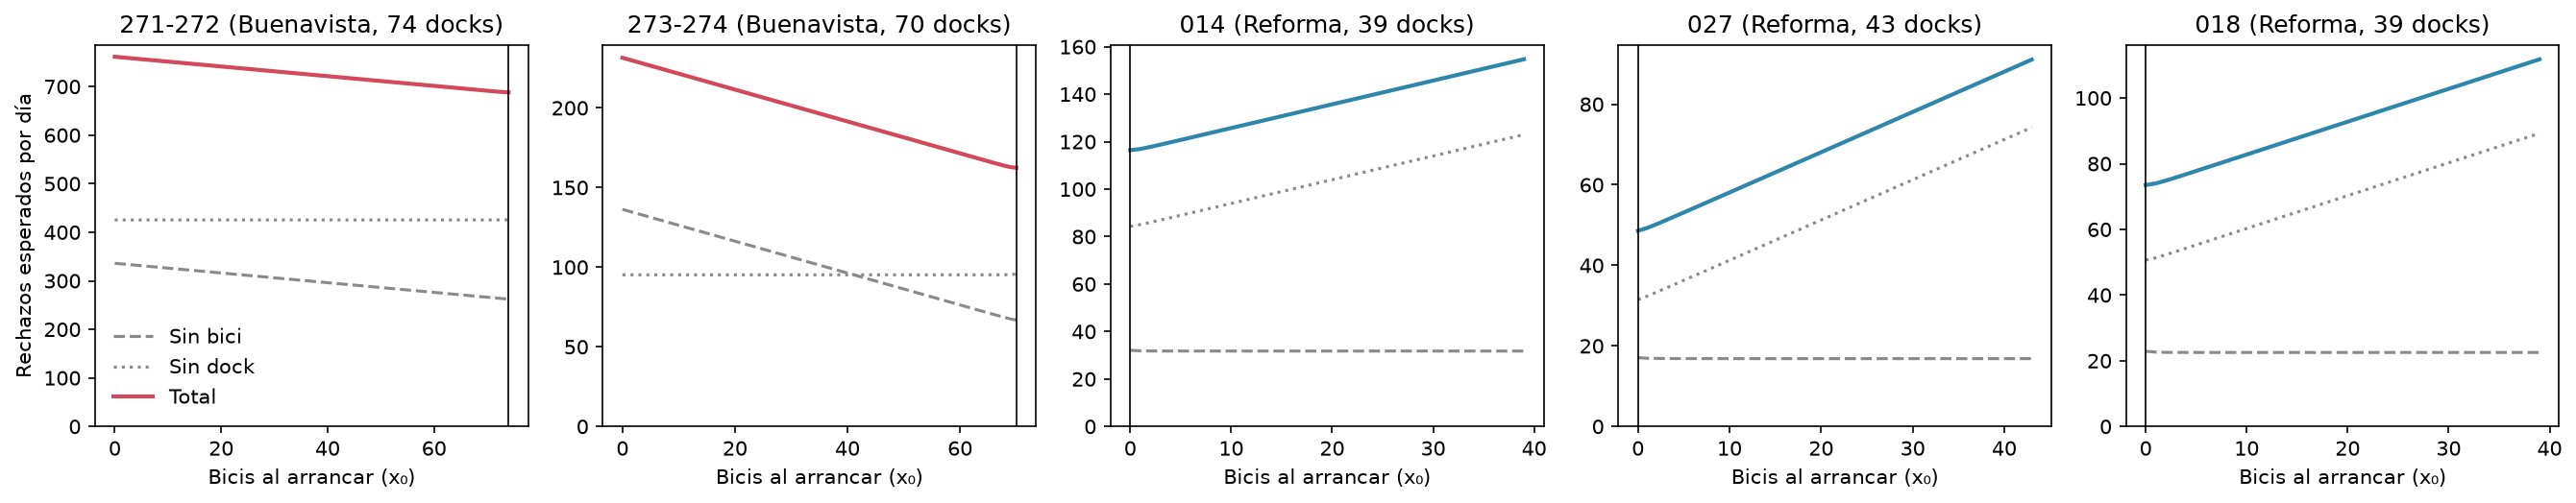 271-272 (Buenavista, 74 docks)
Rechazos esperados por día
700
600
500
400
300
200
100
0
Sin bici
Sin dock
Total
0 20 40 60
Bicis al arrancar (x₀)
273-274 (Buenavista, 70 docks)
200
150
100
50
0
0 20 40 60
Bicis al arrancar (x₀)
014 (Reforma, 39 docks)
160
140
120
100
80
60
40
20
0
0 10 20 30 40
Bicis al arrancar (x₀)
027 (Reforma, 43 docks)
80
60
40
20
0
0 10 20 30 40
Bicis al arrancar (x₀)
018 (Reforma, 39 docks)
100
80
60
40
20
0
0 10 20 30 40
Bicis al arrancar (x₀)